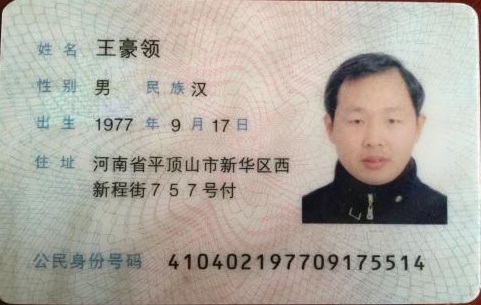 姓名 王豪领
性别 男 民族 汉
出生 1977 年 9 月 17 日
住址 河南省平顶山市新华区西
新程街757号付
公民身份号码 410402197709175514